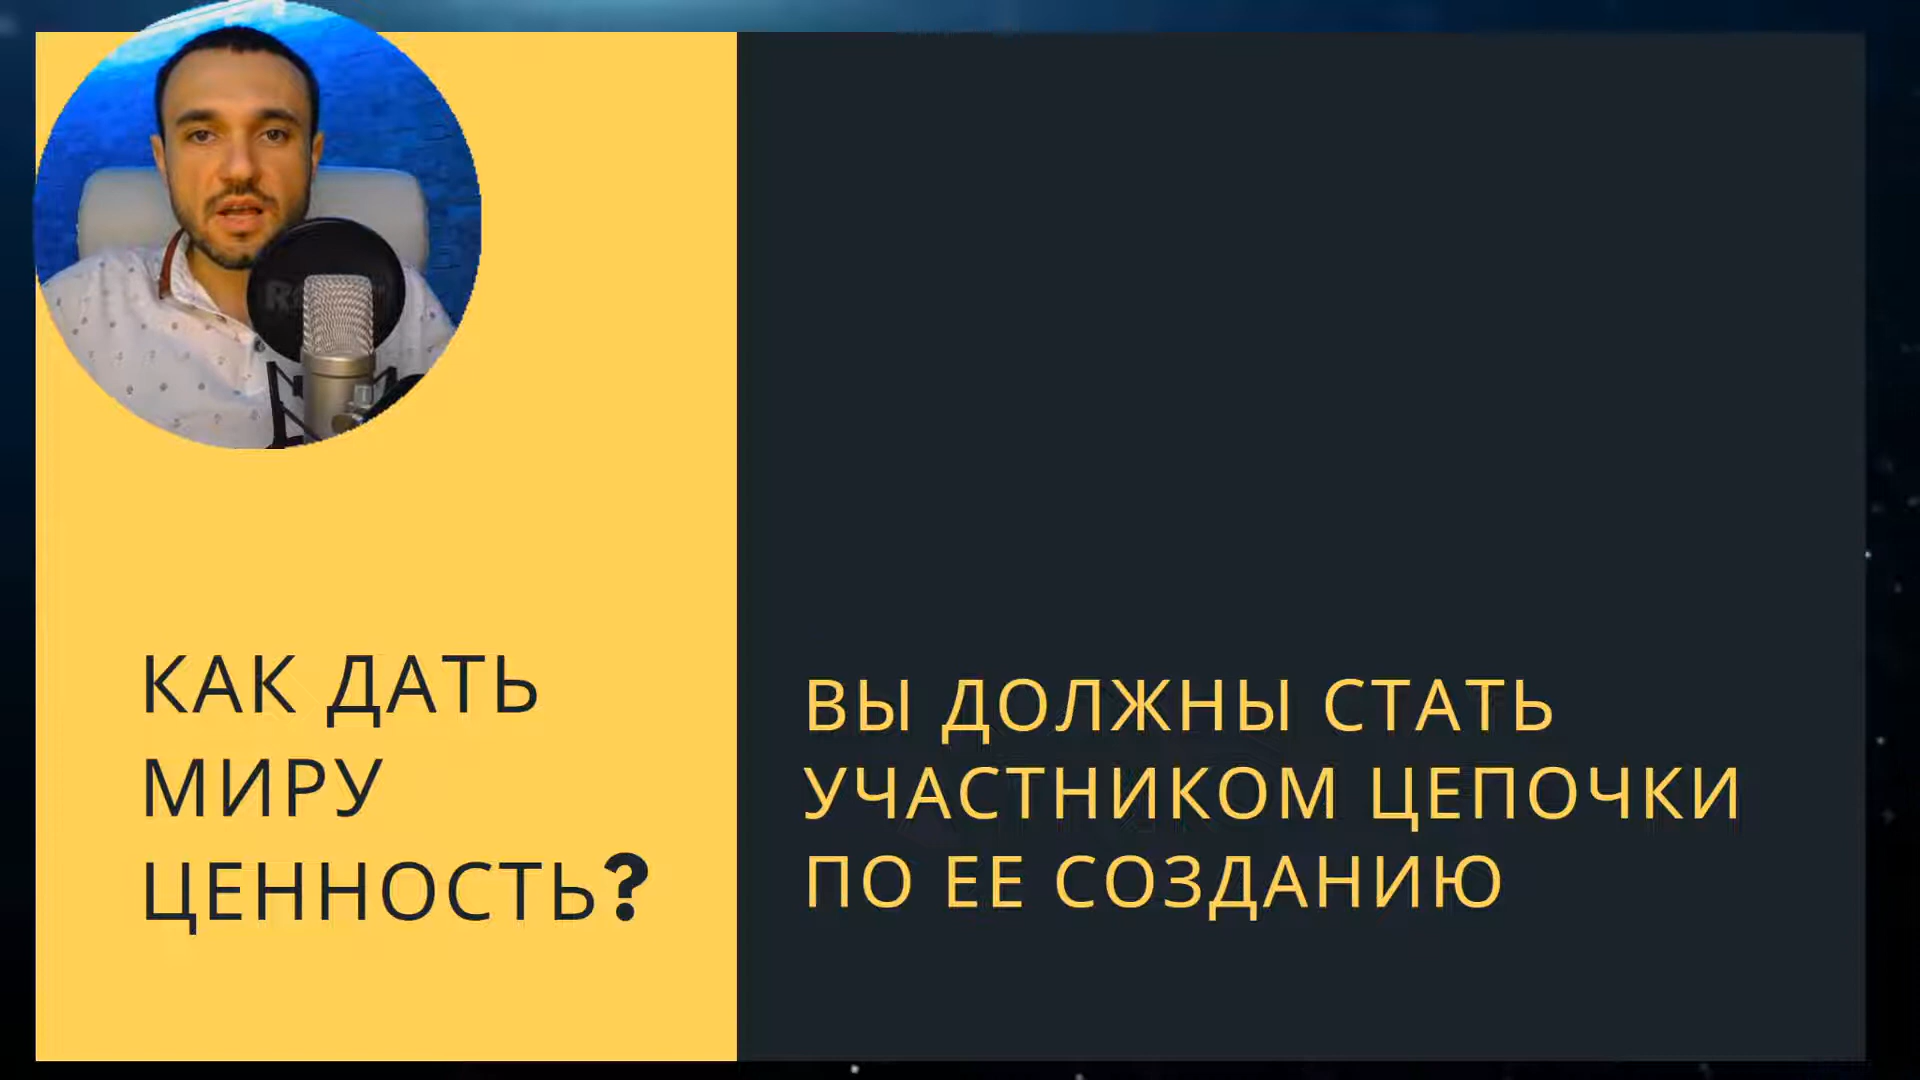 КАК ДАТЬ
МИРУ
ЦЕННОСТЬ?
ВЫ ДОЛЖНЫ СТАТЬ
УЧАСТНИКОМ ЦЕПОЧКИ
ПО ЕЕ СОЗДАНИЮ